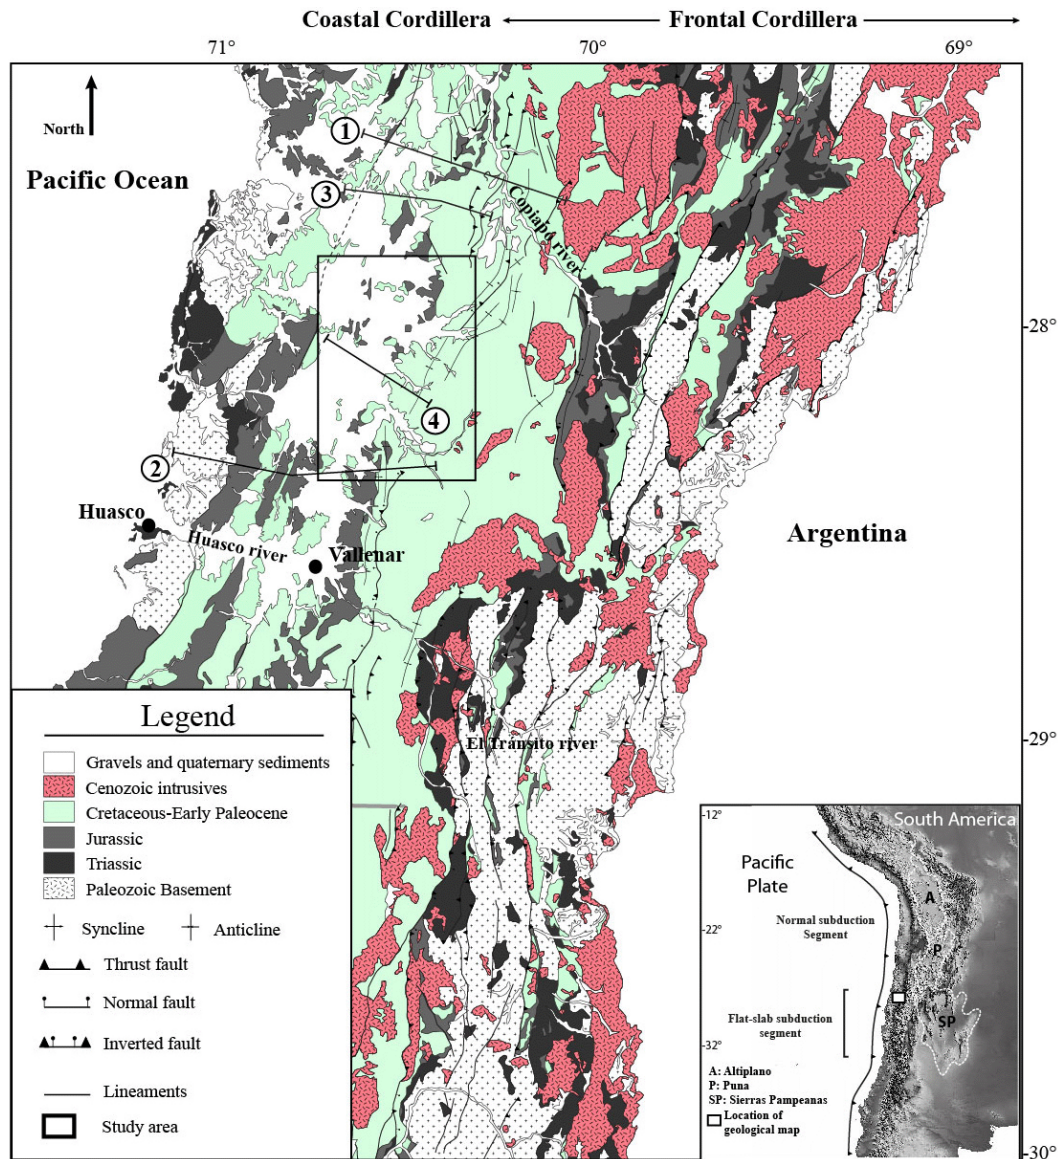 Coastal Cordillera
Frontal Cordillera
71°
70°
69°
North
Pacific Ocean
1
3
Copiapó river
28°
4
2
Huasco
Huasco river
Vallenar
Argentina
El Tránsito river
29°
30°
Legend
Gravels and quaternary sediments
Cenozoic intrusives
Cretaceous-Early Paleocene
Jurassic
Triassic
Paleozoic Basement
Syncline
Anticline
Thrust fault
Normal fault
Inverted fault
Lineaments
Study area
-12°
South America
Pacific
Plate
A
Normal subduction
Segment
-22°
P
Flat-slab subduction
segment
SP
-32°
A: Altiplano
P: Puna
SP: Sierras Pampeanas
Location of
geological map